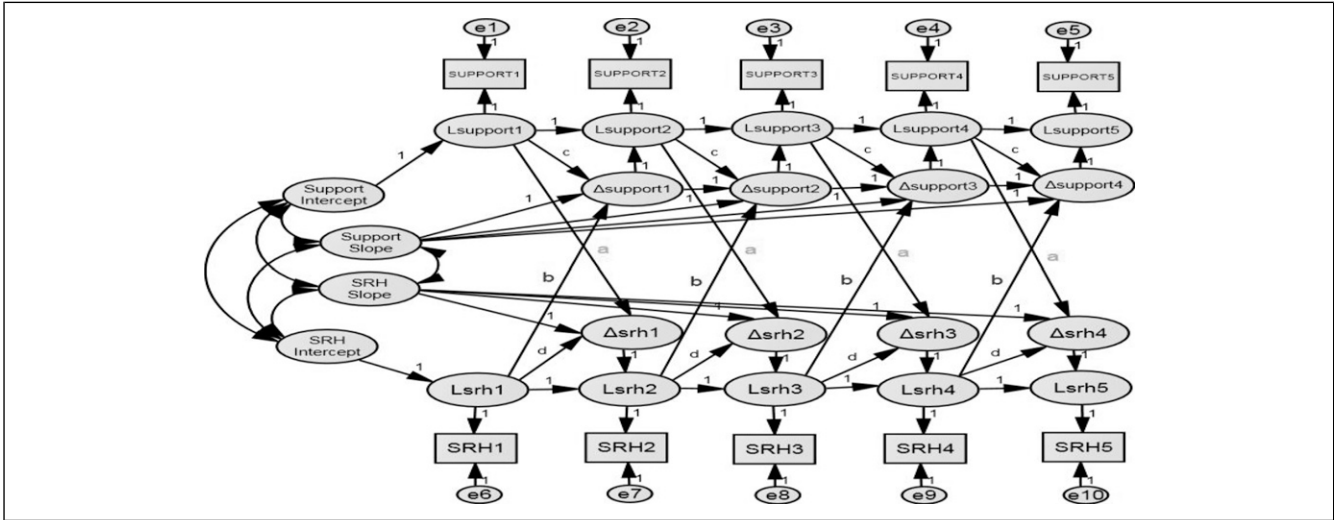 e1 e2 e3 e4 e5
1 1 1 1 1
SUPPORT1 SUPPORT2 SUPPORT3 SUPPORT4 SUPPORT5
1 1 1 1 1
Lsupport1 1 Lsupport2 1 Lsupport3 1 Lsupport4 1 Lsupport5
1 c 1 c 1 c 1 c 1
Support
Intercept
Δsupport1 1 Δsupport2 1 Δsupport3 1 Δsupport4
1 1 1 1
Support
Slope
a a a a
b b b b
SRH
Slope
1 1 1 1
Δsrh1 Δsrh2 Δsrh3 Δsrh4
SRH
Intercept
d 1 d 1 d 1 d 1
1 Lsrh1 1 Lsrh2 1 Lsrh3 1 Lsrh4 1 Lsrh5
1 1 1 1 1
SRH1 SRH2 SRH3 SRH4 SRH5
1 1 1 1 1
e6 e7 e8 e9 e10